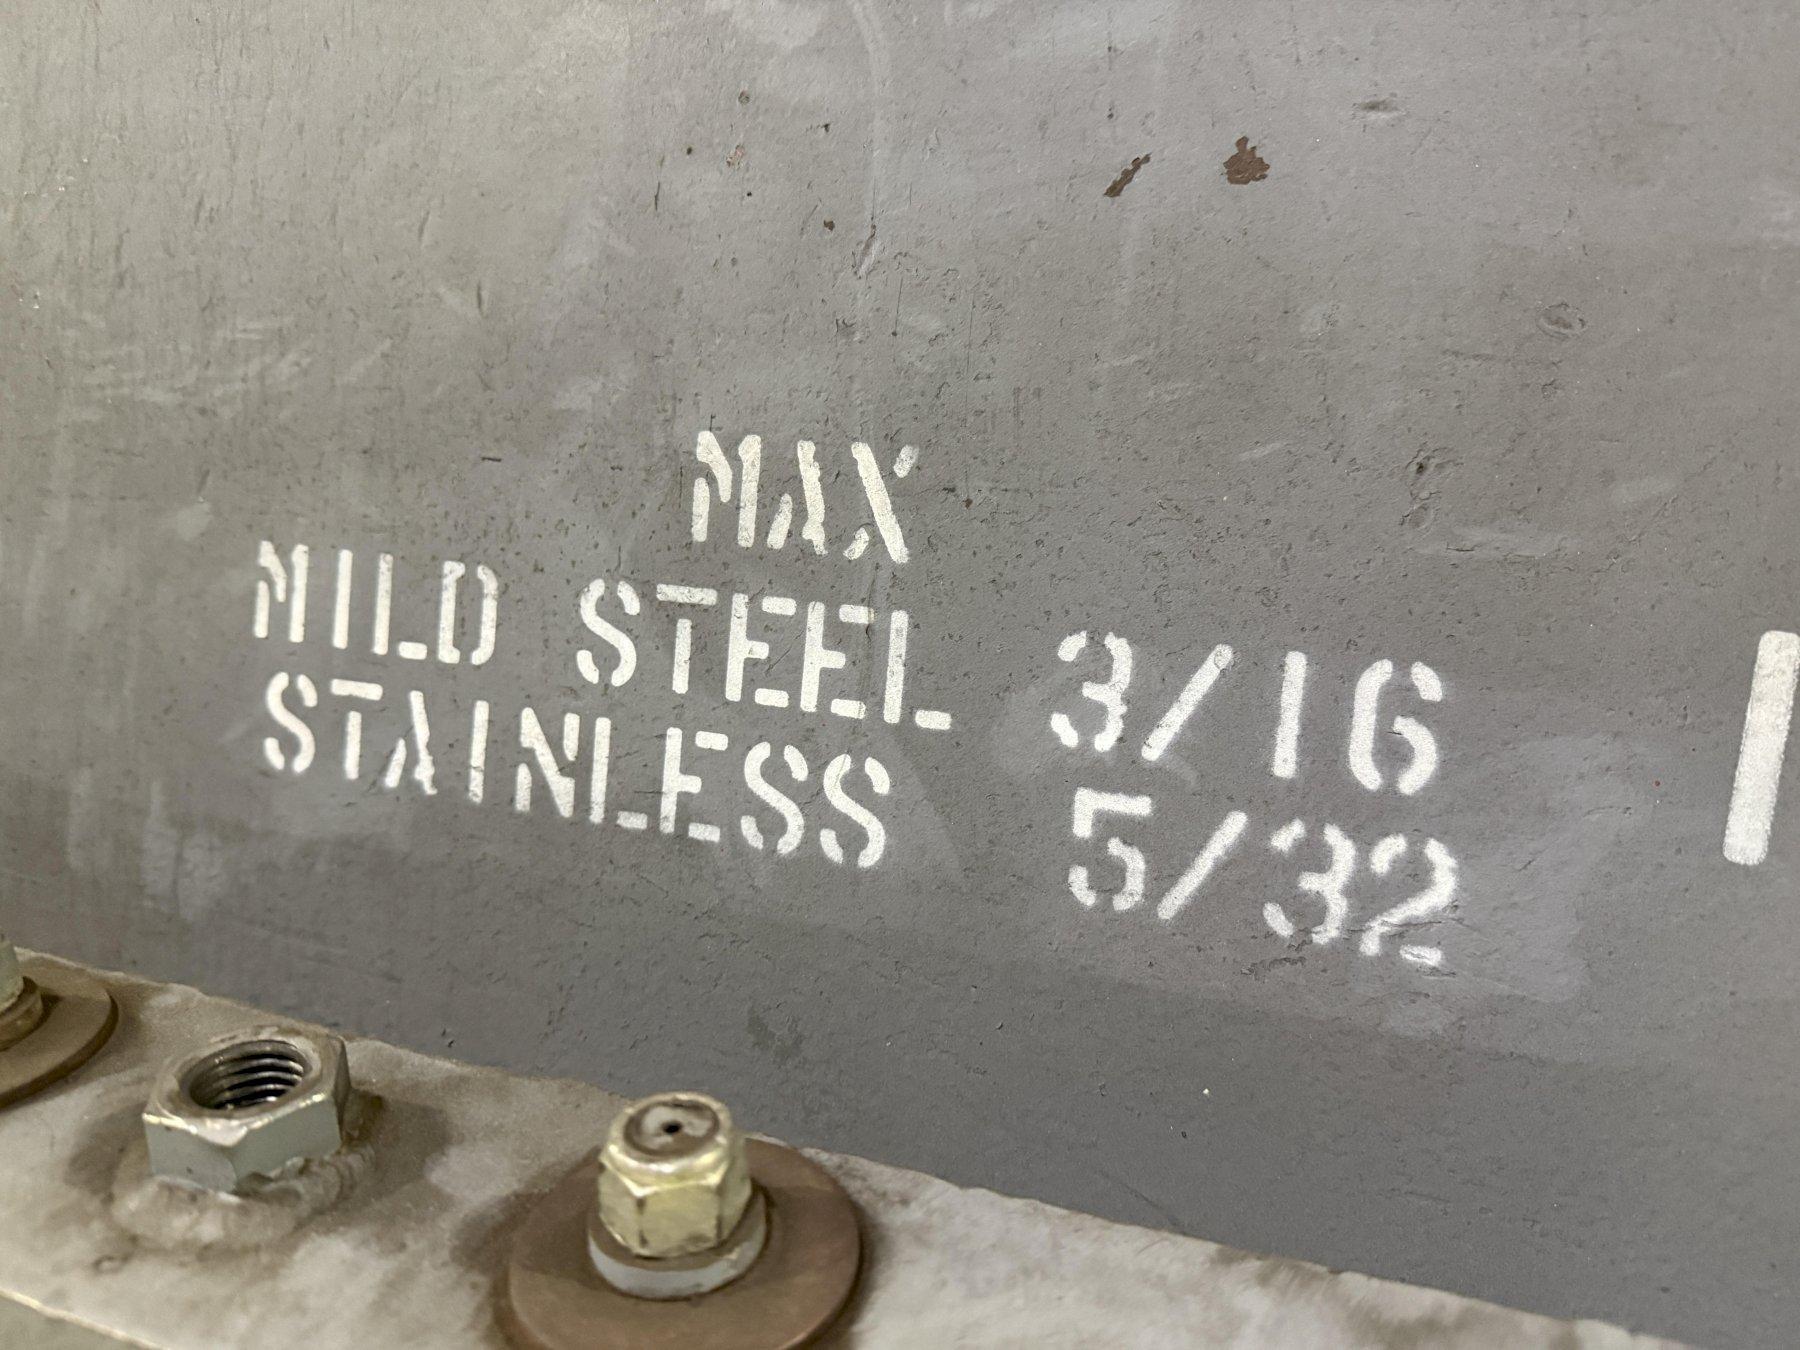 MAX
MILD STEEL 3/16
STAINLESS 5/32